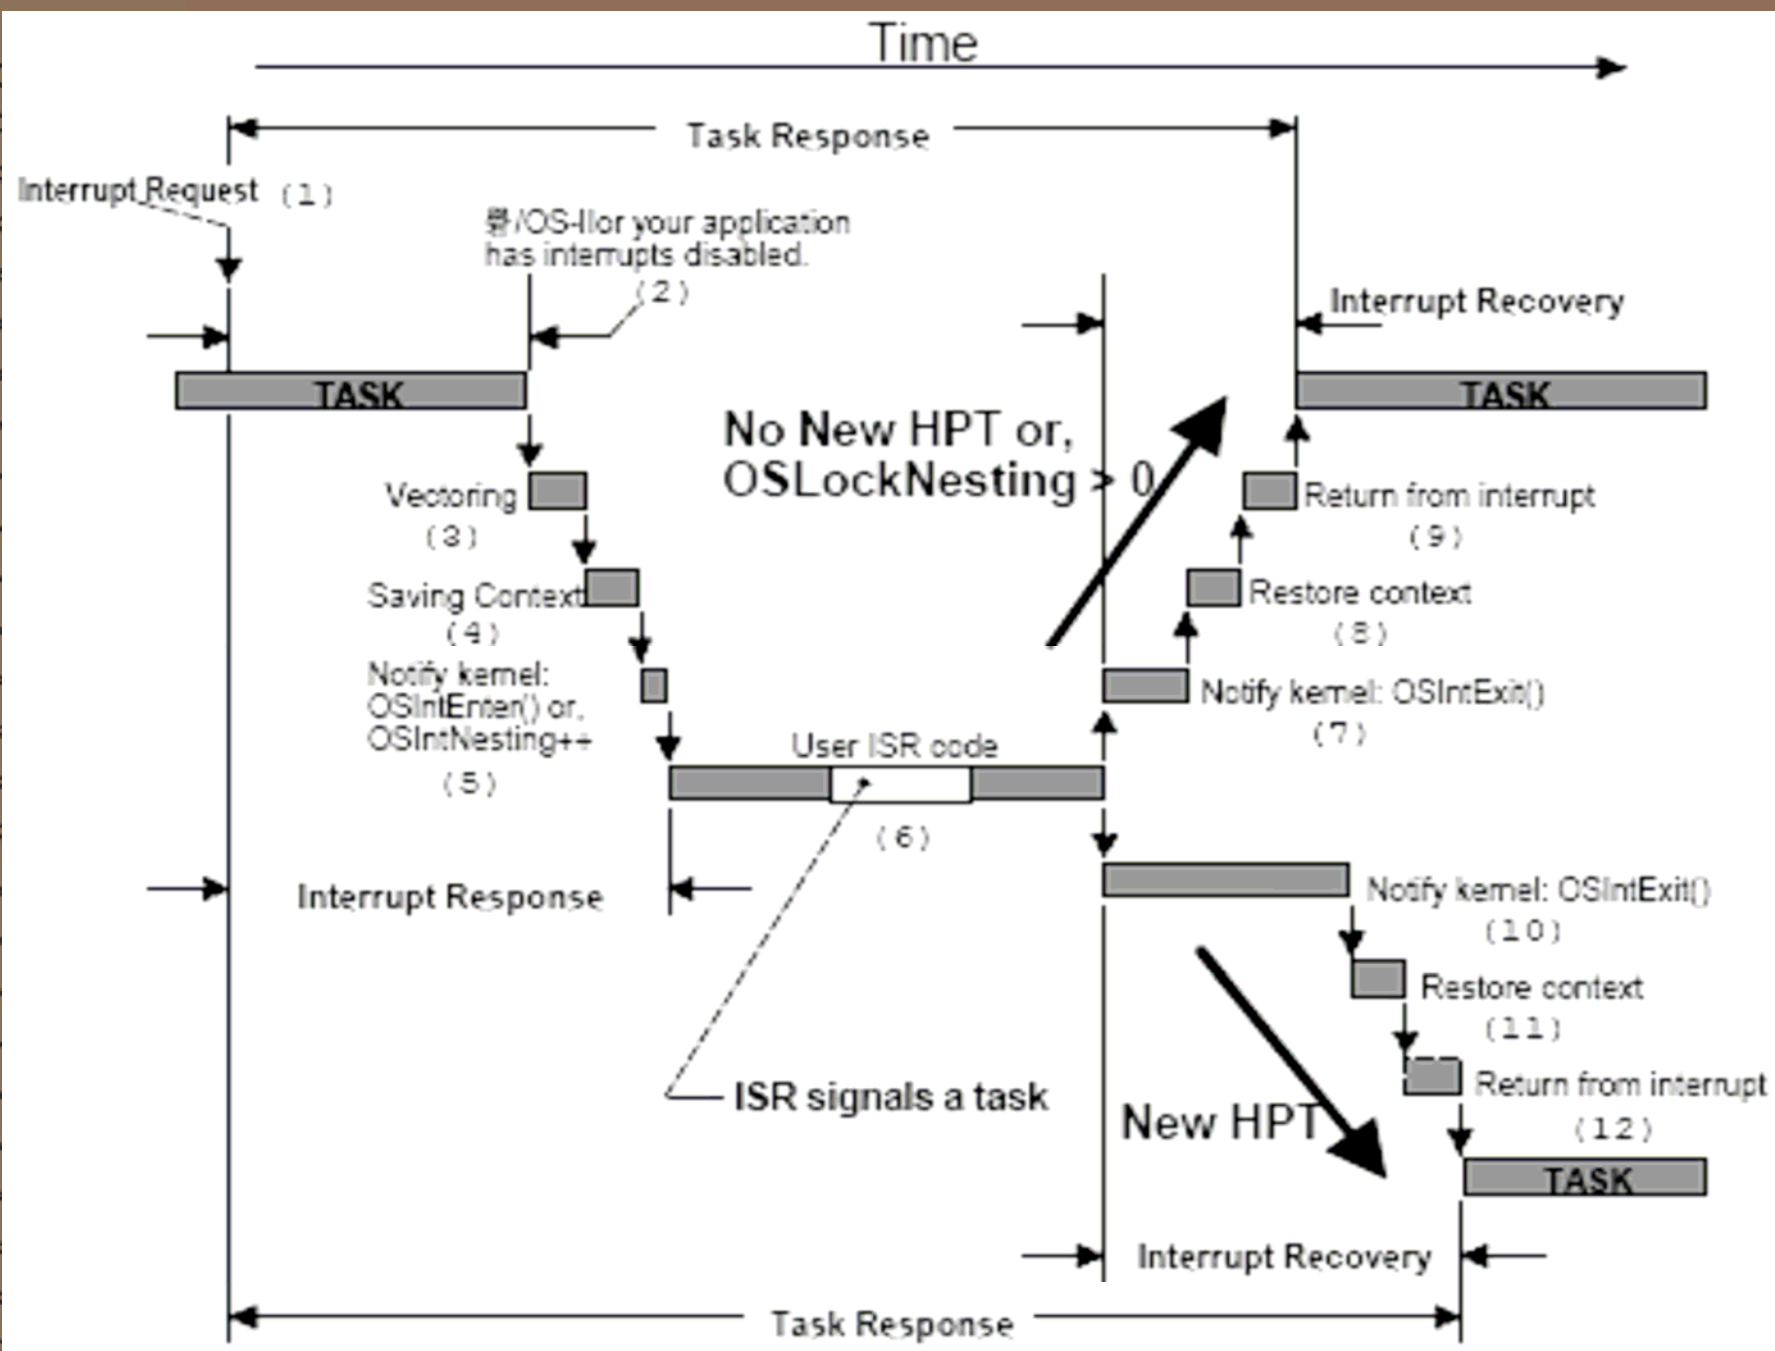 Time
Task Response
Interrupt Request (1)
/OS-IIor your application
has interrupts disabled.
(2)
Interrupt Recovery
TASK
TASK
No New HPT or,
OSLockNesting > 0
Vectoring
(3)
Return from interrupt
(9)
Saving Context
(4)
Restore context
(8)
Notify kernel:
OSIntEnter() or,
OSIntNesting++
(5)
Notify kernel: OSIntExit()
(7)
User ISR code
(6)
Interrupt Response
Notify kernel: OSIntExit()
(10)
Restore context
(11)
ISR signals a task
New HPT
Return from interrupt
(12)
TASK
Interrupt Recovery
Task Response